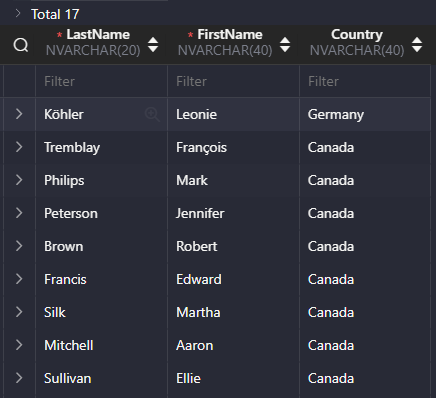 Total 17
* LastName * FirstName Country
NVARCHAR(20) NVARCHAR(40) NVARCHAR(40)
Filter Filter Filter
Köhler Leonie Germany
Tremblay François Canada
Philips Mark Canada
Peterson Jennifer Canada
Brown Robert Canada
Francis Edward Canada
Silk Martha Canada
Mitchell Aaron Canada
Sullivan Ellie Canada